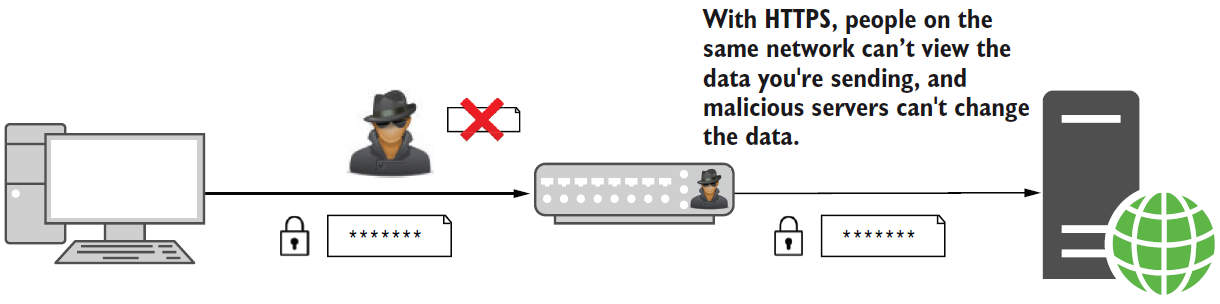 With HTTPS, people on the
same network can’t view the
data you're sending, and
malicious servers can't change
the data.
*******
*******